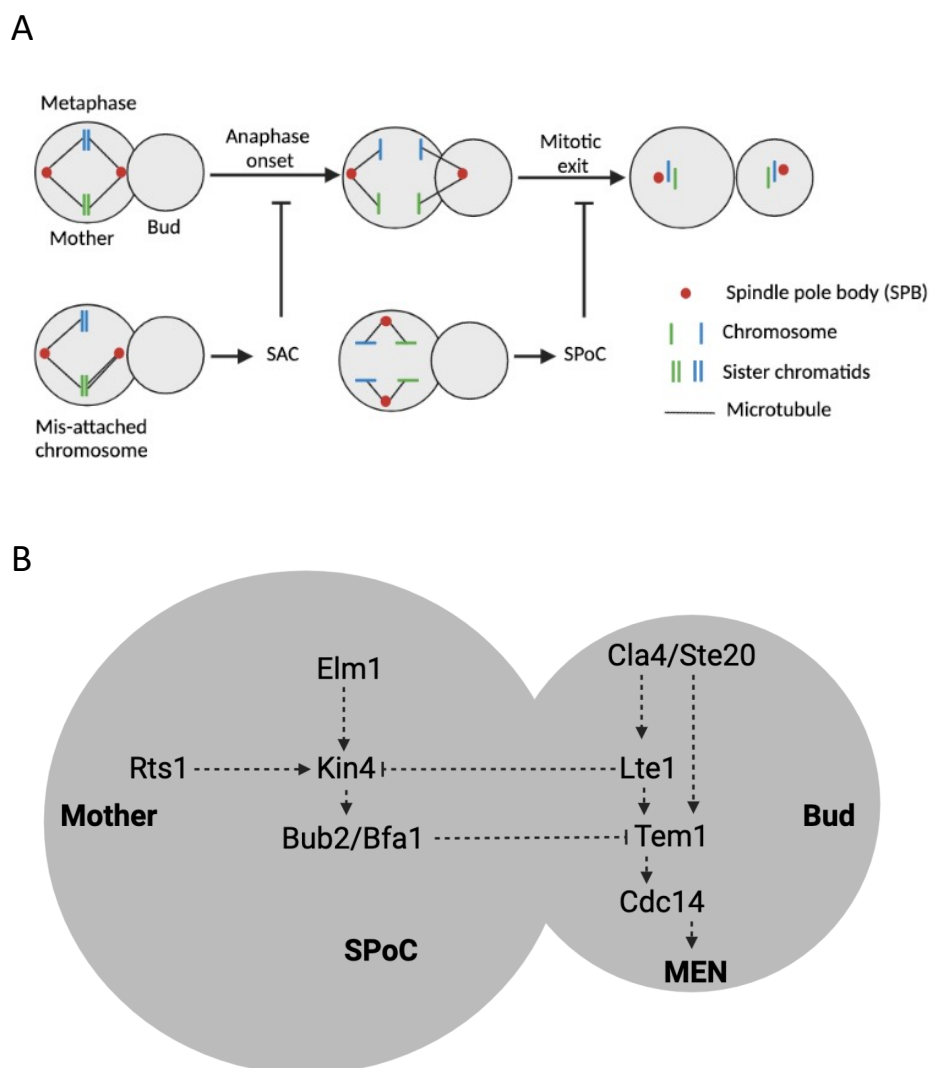 A
Metaphase
Anaphase
onset
Mitotic
exit
Mother
Bud
Spindle pole body (SPB)
Chromosome
SAC
SPoC
Sister chromatids
Microtubule
Mis-attached
chromosome
B
Elm1
Cla4/Ste20
Rts1
Kin4
Lte1
Mother
Bud
Bub2/Bfa1
Tem1
Cdc14
SPoC
MEN